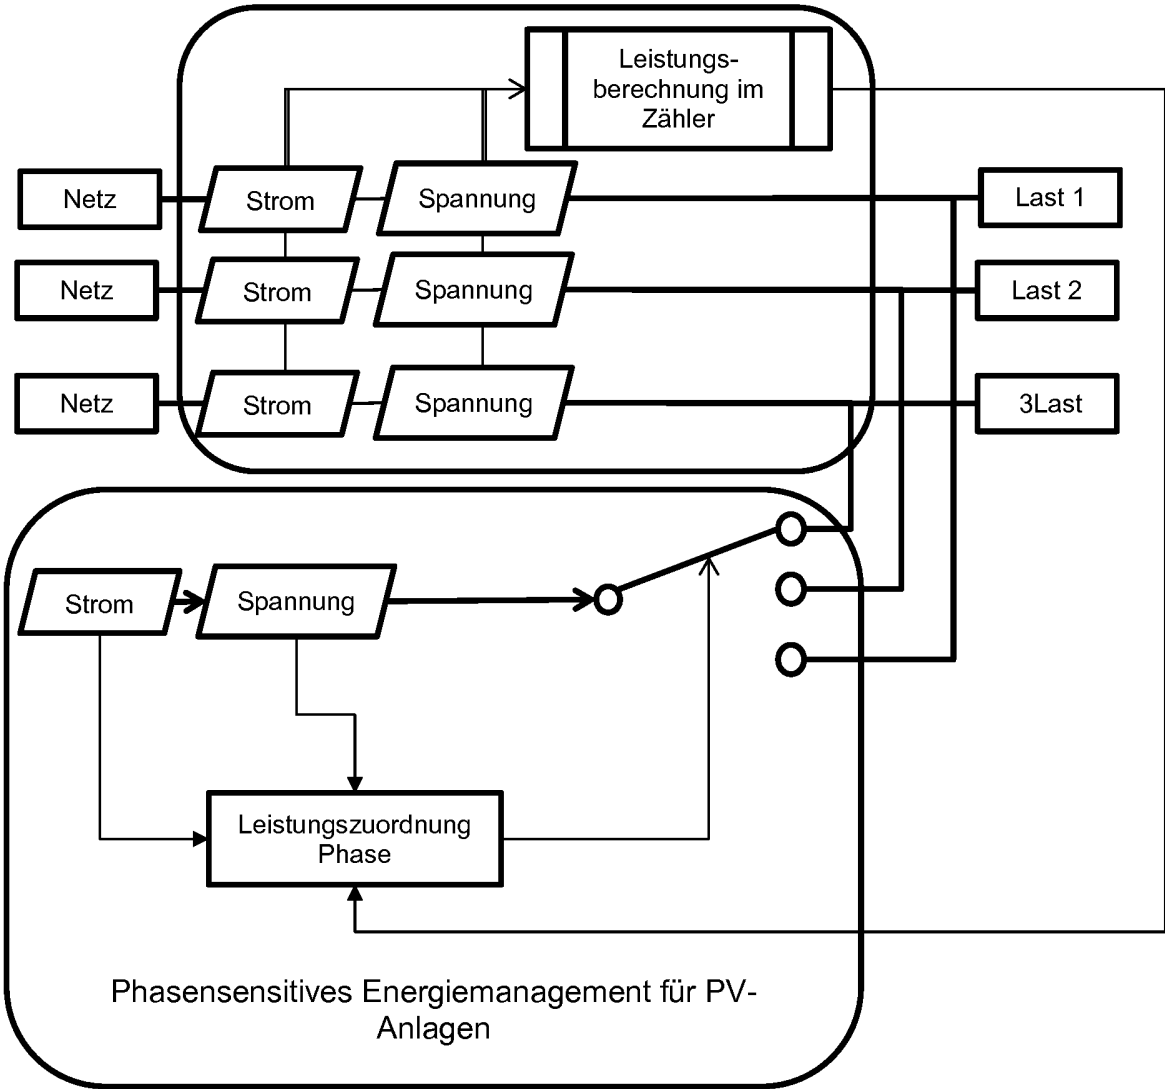 Leistungs-
berechnung im
Zähler
Netz
Strom
Spannung
Last 1
Netz
Strom
Spannung
Last 2
Netz
Strom
Spannung
3Last
Strom
Spannung
Leistungszuordnung
Phase
Phasensensitives Energiemanagement für PV-
Anlagen